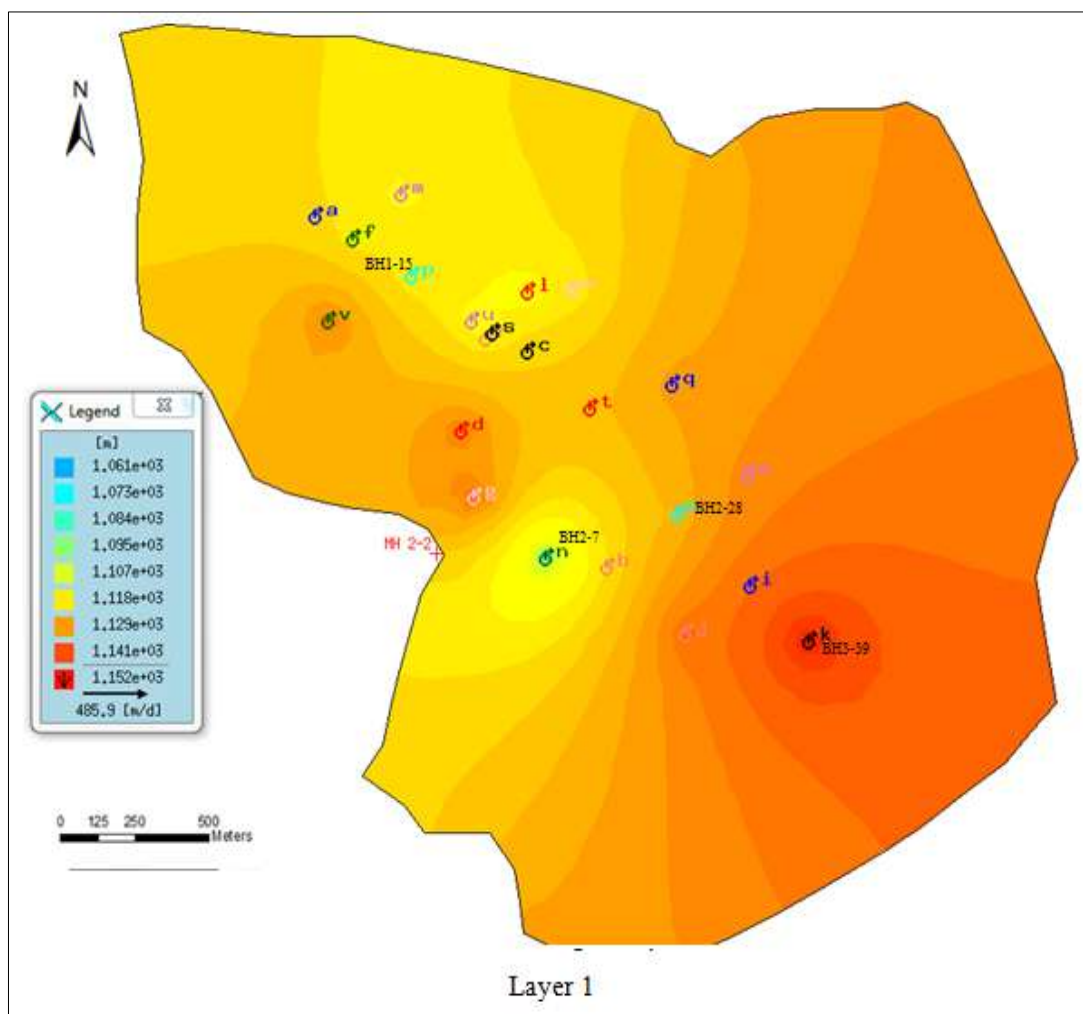 N
m
a
f
BH1-15
p
l
u
s
v
c
q
t
d
Legend
[m]
1.061e+03
1.073e+03
1.084e+03
1.095e+03
1.107e+03
1.118e+03
1.129e+03
1.141e+03
1.152e+03
485.9 [m/d]
g
BH2-28
BH2-7
MH 2-2
n
h
i
k
BH3-39
0 125 250 500
Meters
Layer 1